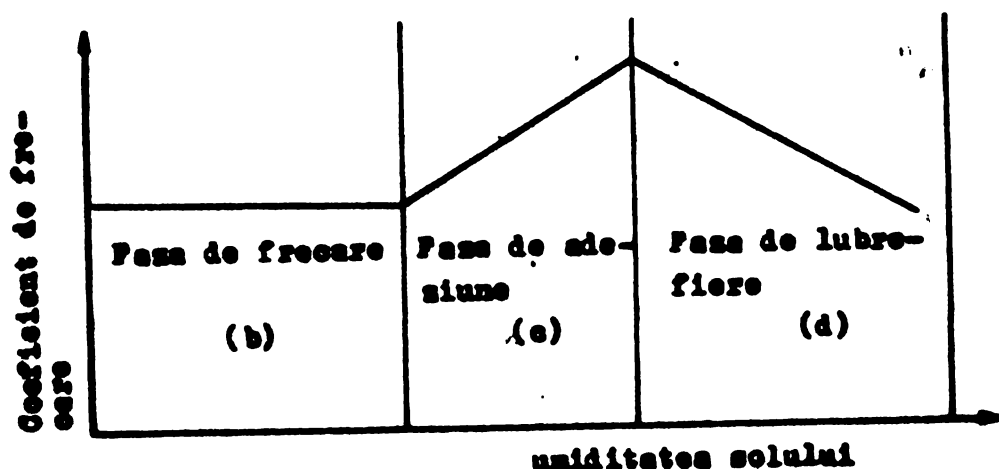 Coeficient de fre-
care
Faza de frecare
(b)
Faza de ade-
ziune
(c)
Faza de lubre-
fiere
(d)
umiditatea solului